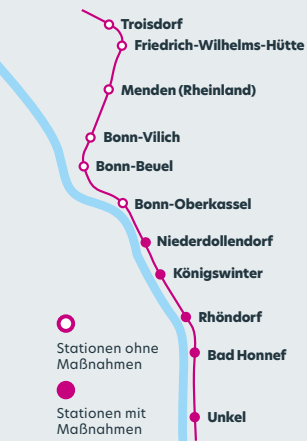 Troisdorf
Friedrich-Wilhelms-Hütte
Menden (Rheinland)
Bonn-Vilich
Bonn-Beuel
Bonn-Oberkassel
Niederdollendorf
Königswinter
Rhöndorf
Bad Honnef
Unkel
Stationen ohne
Maßnahmen
Stationen mit
Maßnahmen